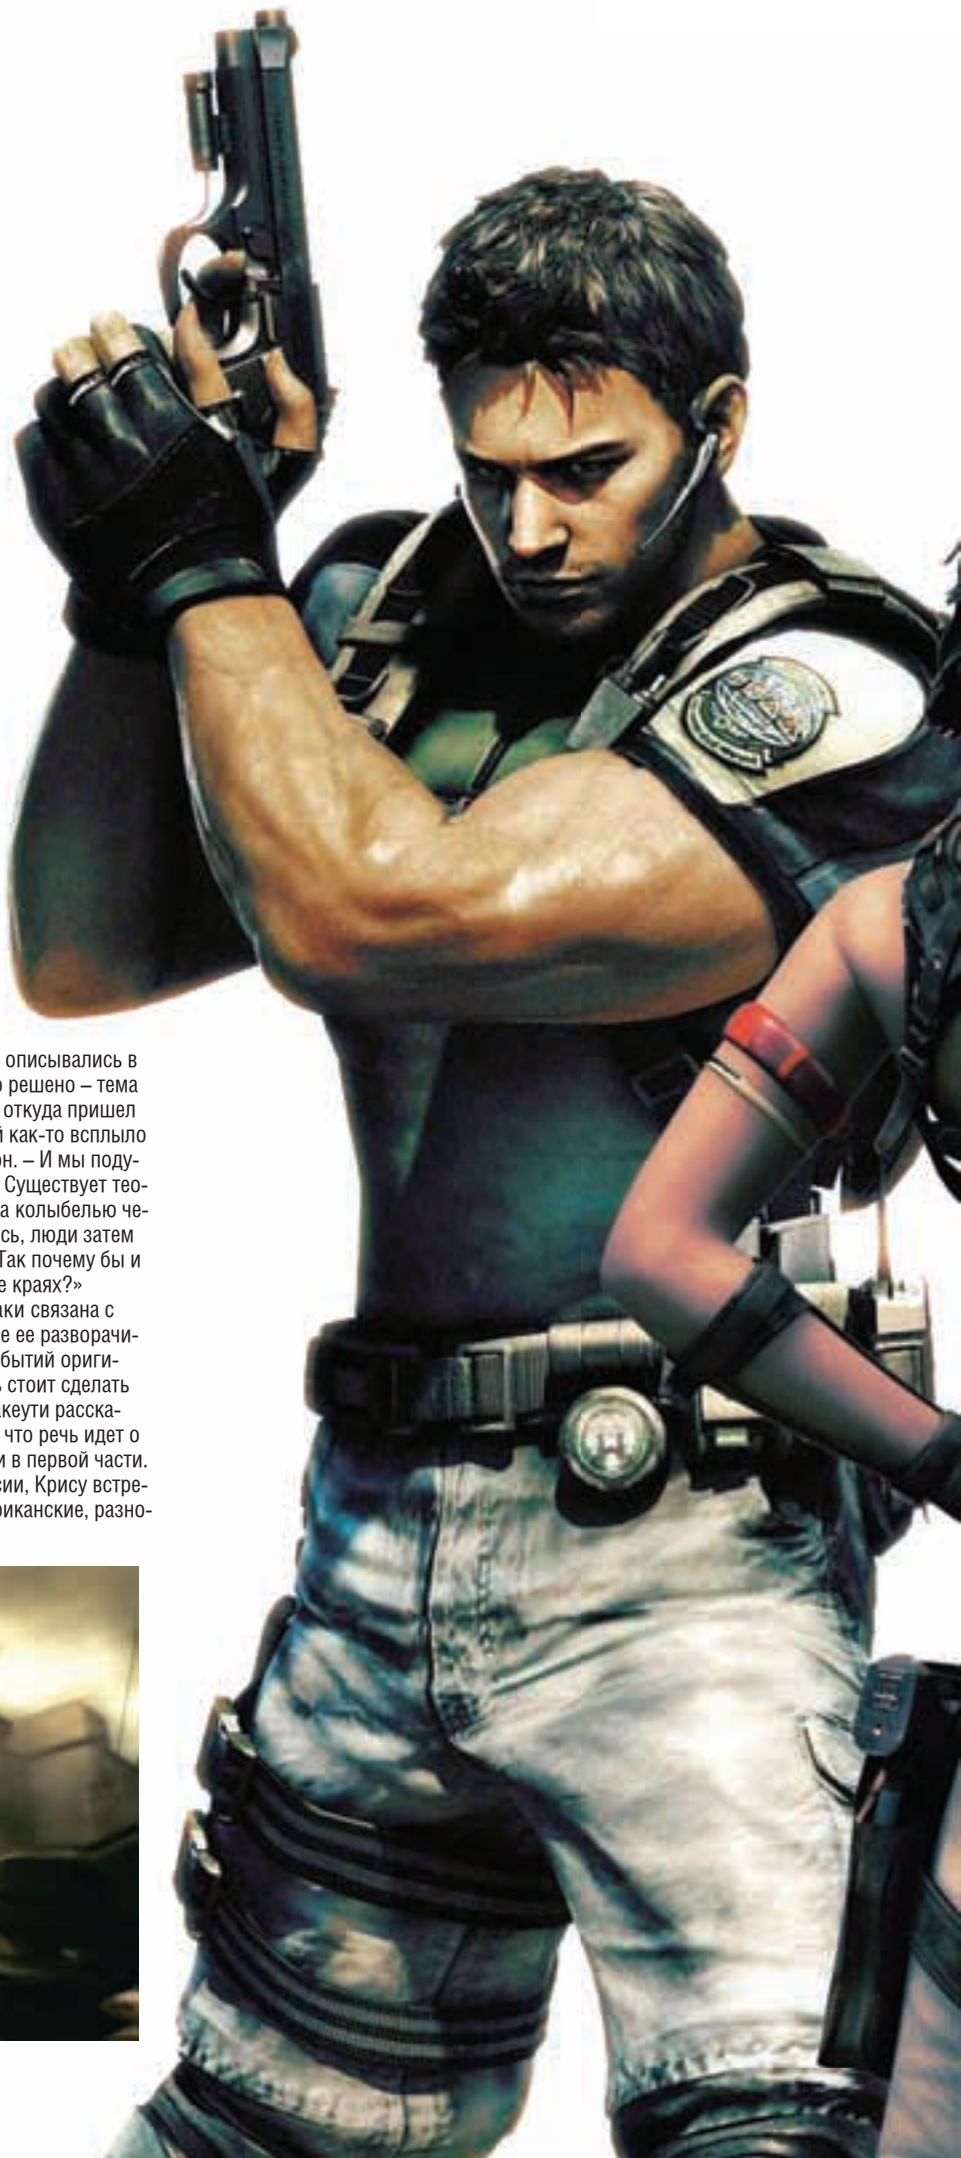 описывались в
о решено – тема
откуда пришел
й как-то всплыло
он. – И мы поду-
Существует тео-
а колыбелью че-
сь, люди затем
Так почему бы и
е краях?»
аки связана с
е ее разворачи-
бытий ориги-
ь стоит сделать
акеути расска-
что речь идет о
и в первой части.
сии, Крису встре-
риканские, разно-